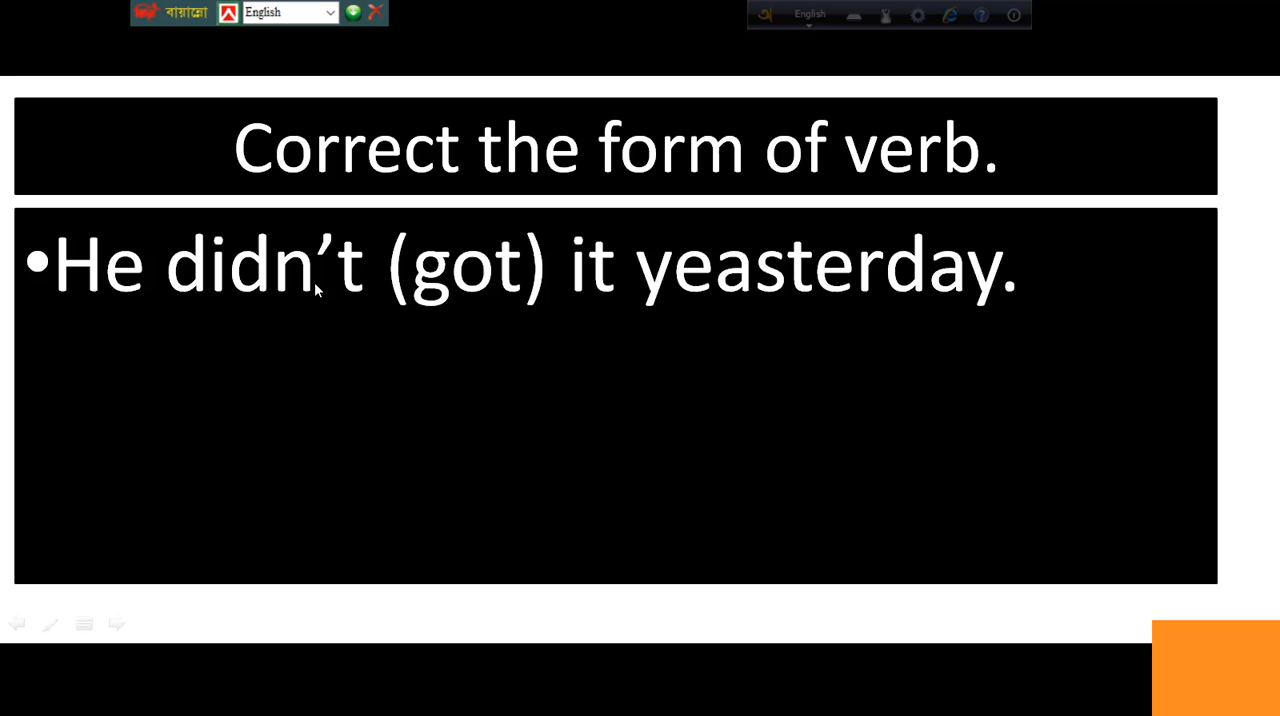 বায়ান্নো English English
Correct the form of verb.
•He didn’t (got) it yeasterday.